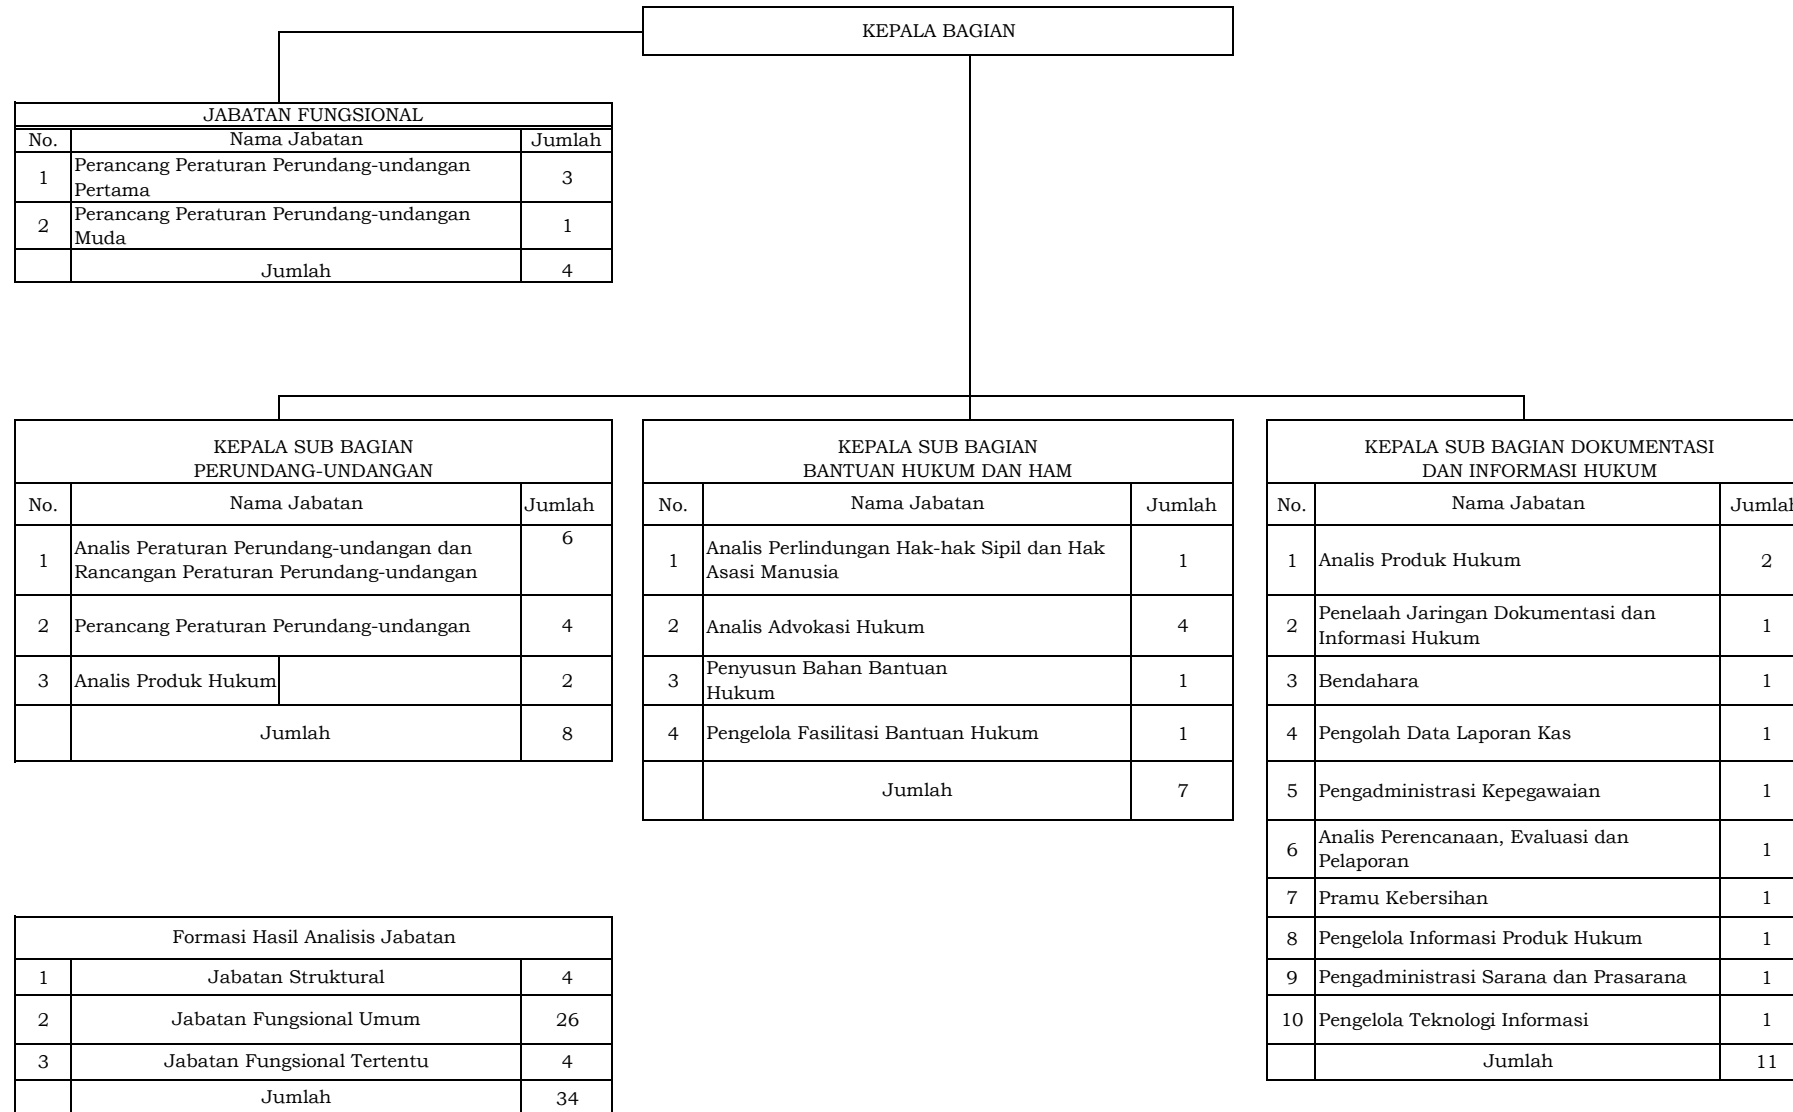 KEPALA BAGIAN
JABATAN FUNGSIONAL
No. Nama Jabatan Jumlah
1 Perancang Peraturan Perundang-undangan
Pertama 3
2 Perancang Peraturan Perundang-undangan
Muda 1
Jumlah 4
KEPALA SUB BAGIAN
PERUNDANG-UNDANGAN
No. Nama Jabatan Jumlah
1 Analis Peraturan Perundang-undangan dan 6
Rancangan Peraturan Perundang-undangan
2 Perancang Peraturan Perundang-undangan 4
3 Analis Produk Hukum 2
Jumlah 8
KEPALA SUB BAGIAN
BANTUAN HUKUM DAN HAM
No. Nama Jabatan Jumlah
1 Analis Perlindungan Hak-hak Sipil dan Hak
Asasi Manusia 1
2 Analis Advokasi Hukum 4
3 Penyusun Bahan Bantuan
Hukum 1
4 Pengelola Fasilitasi Bantuan Hukum 1
Jumlah 7
KEPALA SUB BAGIAN DOKUMENTASI
DAN INFORMASI HUKUM
No. Nama Jabatan Jumlah
1 Analis Produk Hukum 2
2 Penelaah Jaringan Dokumentasi dan
Informasi Hukum 1
3 Bendahara 1
4 Pengolah Data Laporan Kas 1
5 Pengadministrasi Kepegawaian 1
6 Analis Perencanaan, Evaluasi dan
Pelaporan 1
7 Pramu Kebersihan 1
8 Pengelola Informasi Produk Hukum 1
9 Pengadministrasi Sarana dan Prasarana 1
10 Pengelola Teknologi Informasi 1
Jumlah 11
Formasi Hasil Analisis Jabatan
1 Jabatan Struktural 4
2 Jabatan Fungsional Umum 26
3 Jabatan Fungsional Tertentu 4
Jumlah 34